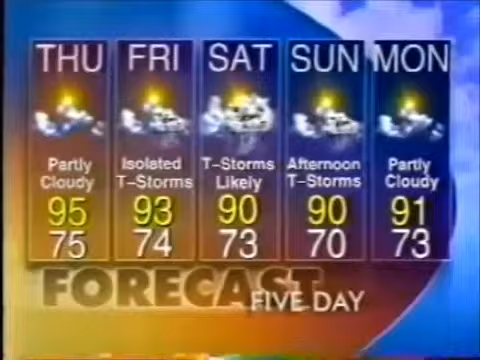 THU FRI SAT SUN MON
Partly Cloudy
95
75
Isolated T-Storms
93
74
T-Storms Likely
90
73
Afternoon T-Storms
90
70
Partly Cloudy
91
73
FORECAST
FIVE DAY